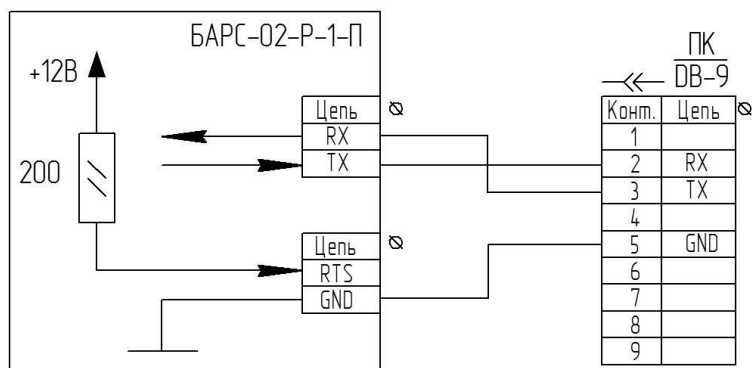 БАРС-02-Р-1-П
+12В
200
Цепь
RX
TX
Цепь
RTS
GND
ПК
DB-9
Конт. Цепь
1
2 RX
3 TX
4
5 GND
6
7
8
9